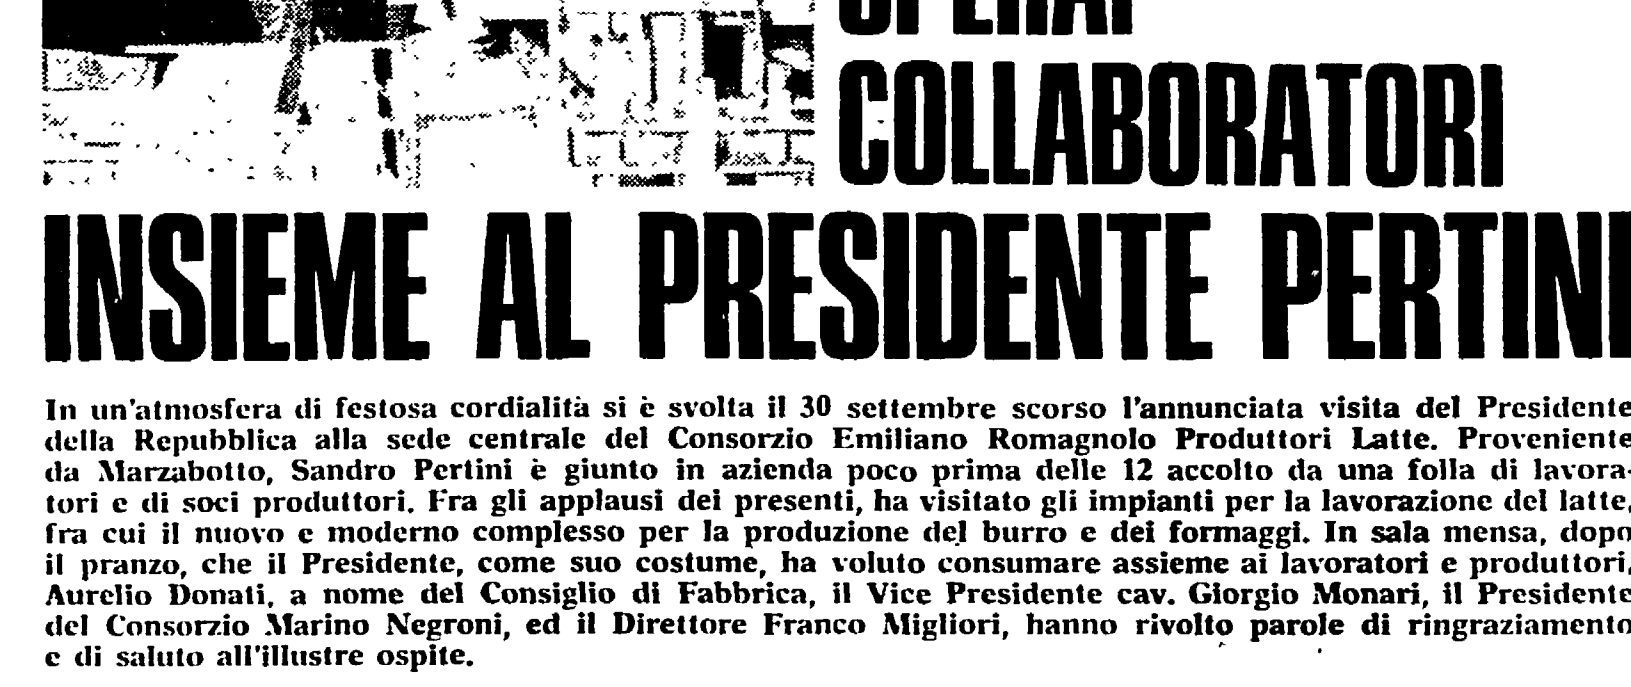 OPERAI
COLLABORATORI
INSIEME AL PRESIDENTE PERTINI
In un'atmosfera di festosa cordialità si è svolta il 30 settembre scorso l'annunciata visita del Presidente
della Repubblica alla sede centrale del Consorzio Emiliano Romagnolo Produttori Latte. Proveniente
da Marzabotto, Sandro Pertini è giunto in azienda poco prima delle 12 accolto da una folla di lavora-
tori e di soci produttori. Fra gli applausi dei presenti, ha visitato gli impianti per la lavorazione del latte,
fra cui il nuovo e moderno complesso per la produzione del burro e dei formaggi. In sala mensa, dopo
il pranzo, che il Presidente, come suo costume, ha voluto consumare assieme ai lavoratori e produttori,
Aurelio Donati, a nome del Consiglio di Fabbrica, il Vice Presidente cav. Giorgio Monari, il Presidente
del Consorzio Marino Negroni, ed il Direttore Franco Migliori, hanno rivolto parole di ringraziamento
e di saluto all'illustre ospite.